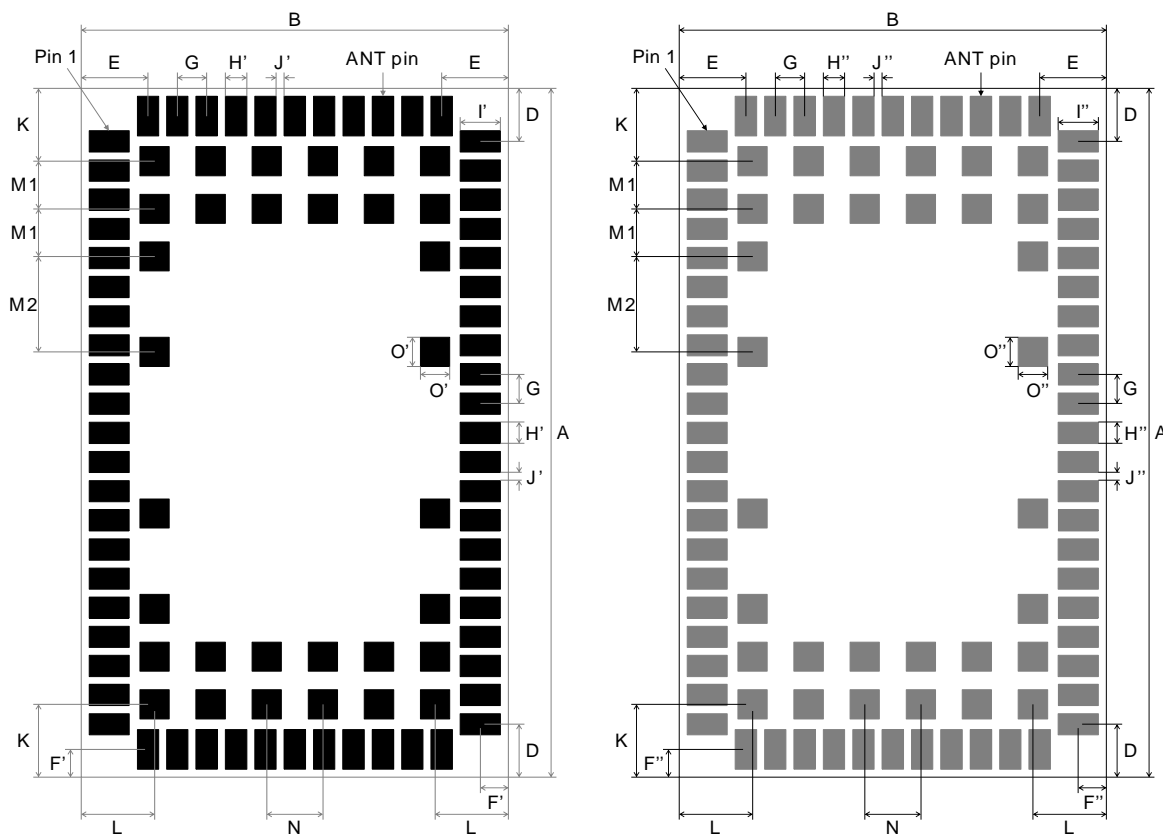 B
Pin 1
E
G
H’
J’
ANT pin
E
K
D
I’
M1
M1
M2
O’
O’
G
A
H’
J’
K
D
F’
F’
L
N
L
B
Pin 1
E
G
H’’
J’’
ANT pin
E
K
D
I’’
M1
M1
M2
O’’
O’’
G
A
H’’
J’’
K
D
F’’
F’’
L
N
L